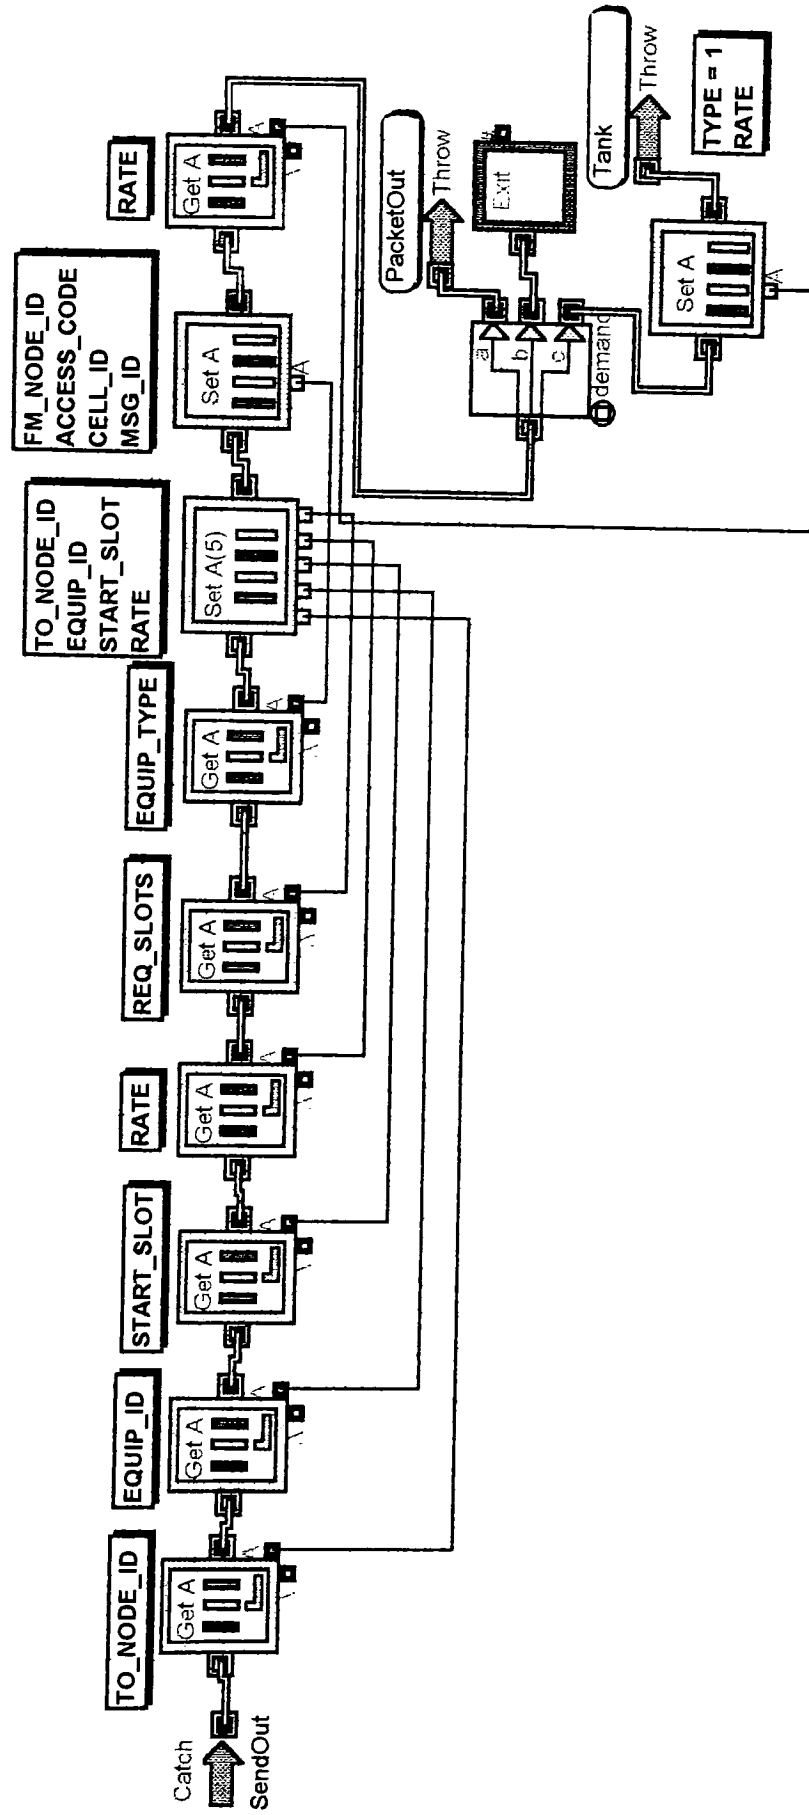 Catch
SendOut
TO_NODE_ID
Get A
A
EQUIP_ID
Get A
A
START_SLOT
Get A
A
RATE
Get A
A
REQ_SLOTS
Get A
A
EQUIP_TYPE
Get A
A
TO_NODE_ID
EQUIP_ID
START_SLOT
RATE
Set A(5)
FM_NODE_ID
ACCESS_CODE
CELL_ID
MSG_ID
Set A
A
RATE
Get A
A
PacketOut
Throw
a
b
c
demand
Exit
#
Tank
Throw
Set A
A
TYPE = 1
RATE